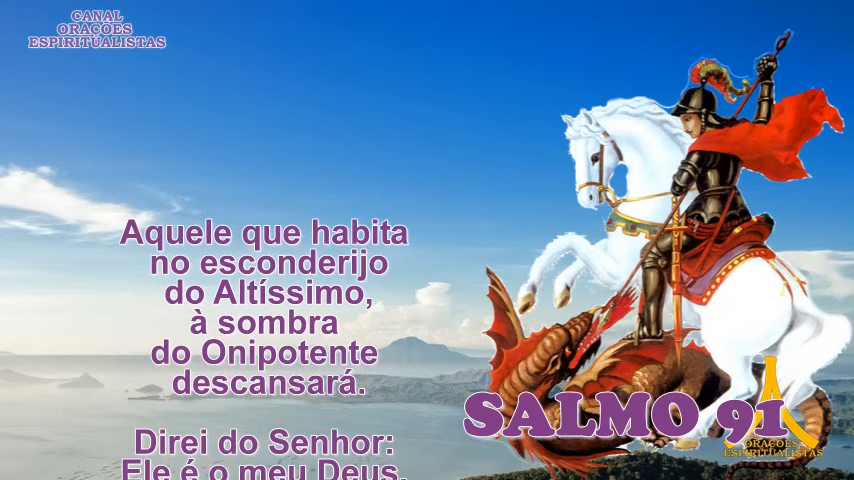 CANAL
ORAÇÕES
ESPIRITUALISTAS
Aquele que habita
no esconderijo
do Altíssimo,
à sombra
do Onipotente
descansará.
Direi do Senhor:
Ele é o meu Deus,
SALMO 91
ORAÇÕES
ESPIRITUALISTAS